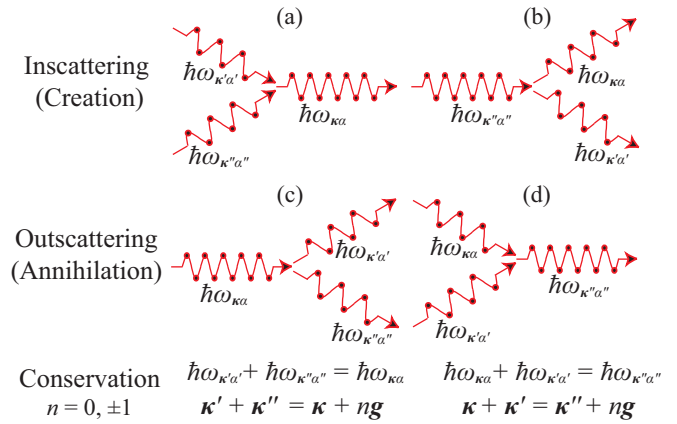 (a) (b)
Inscattering
(Creation)
ħω_κ′α′
ħω_κα
ħω_κ″α″
ħω_κα
ħω_κ″α″
ħω_κ′α′
(c) (d)
Outscattering
(Annihilation)
ħω_κ′α′
ħω_κα
ħω_κα
ħω_κ″α″
ħω_κ″α″
ħω_κ′α′
Conservation
n = 0, ±1
ħω_κ′α′ + ħω_κ″α″ = ħω_κα
ħω_κα + ħω_κ′α′ = ħω_κ″α″
κ′ + κ″ = κ + ng
κ + κ′ = κ″ + ng